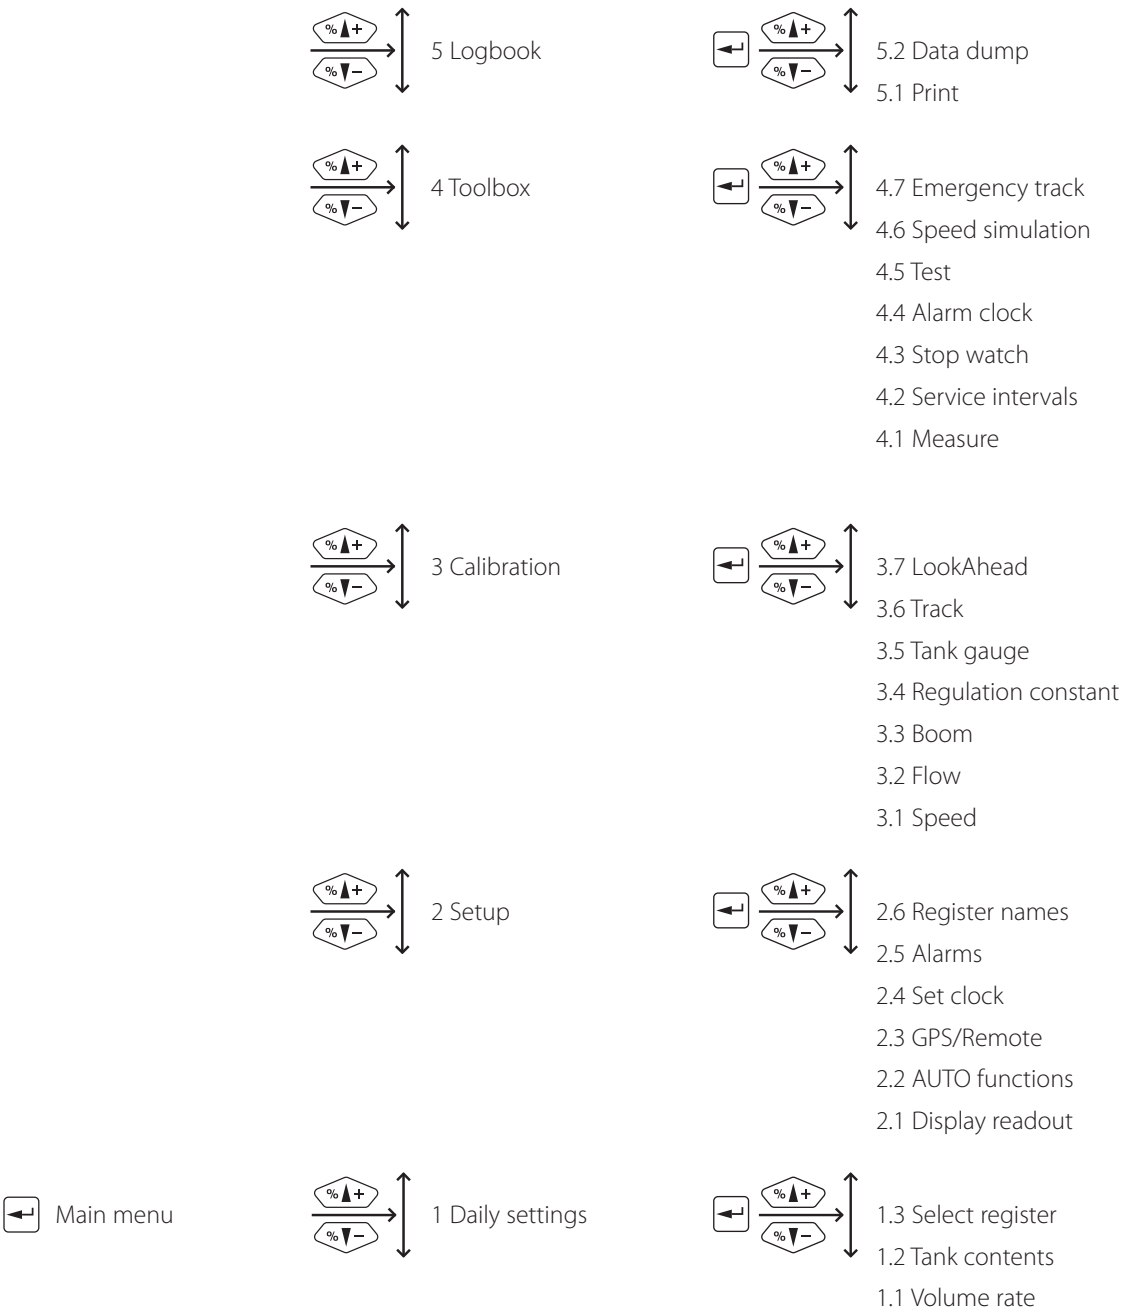 %+
%−
5 Logbook
%+
%−
5.2 Data dump
5.1 Print
%+
%−
4 Toolbox
%+
%−
4.7 Emergency track
4.6 Speed simulation
4.5 Test
4.4 Alarm clock
4.3 Stop watch
4.2 Service intervals
4.1 Measure
%+
%−
3 Calibration
%+
%−
3.7 LookAhead
3.6 Track
3.5 Tank gauge
3.4 Regulation constant
3.3 Boom
3.2 Flow
3.1 Speed
%+
%−
2 Setup
%+
%−
2.6 Register names
2.5 Alarms
2.4 Set clock
2.3 GPS/Remote
2.2 AUTO functions
2.1 Display readout
Main menu
%+
%−
1 Daily settings
%+
%−
1.3 Select register
1.2 Tank contents
1.1 Volume rate